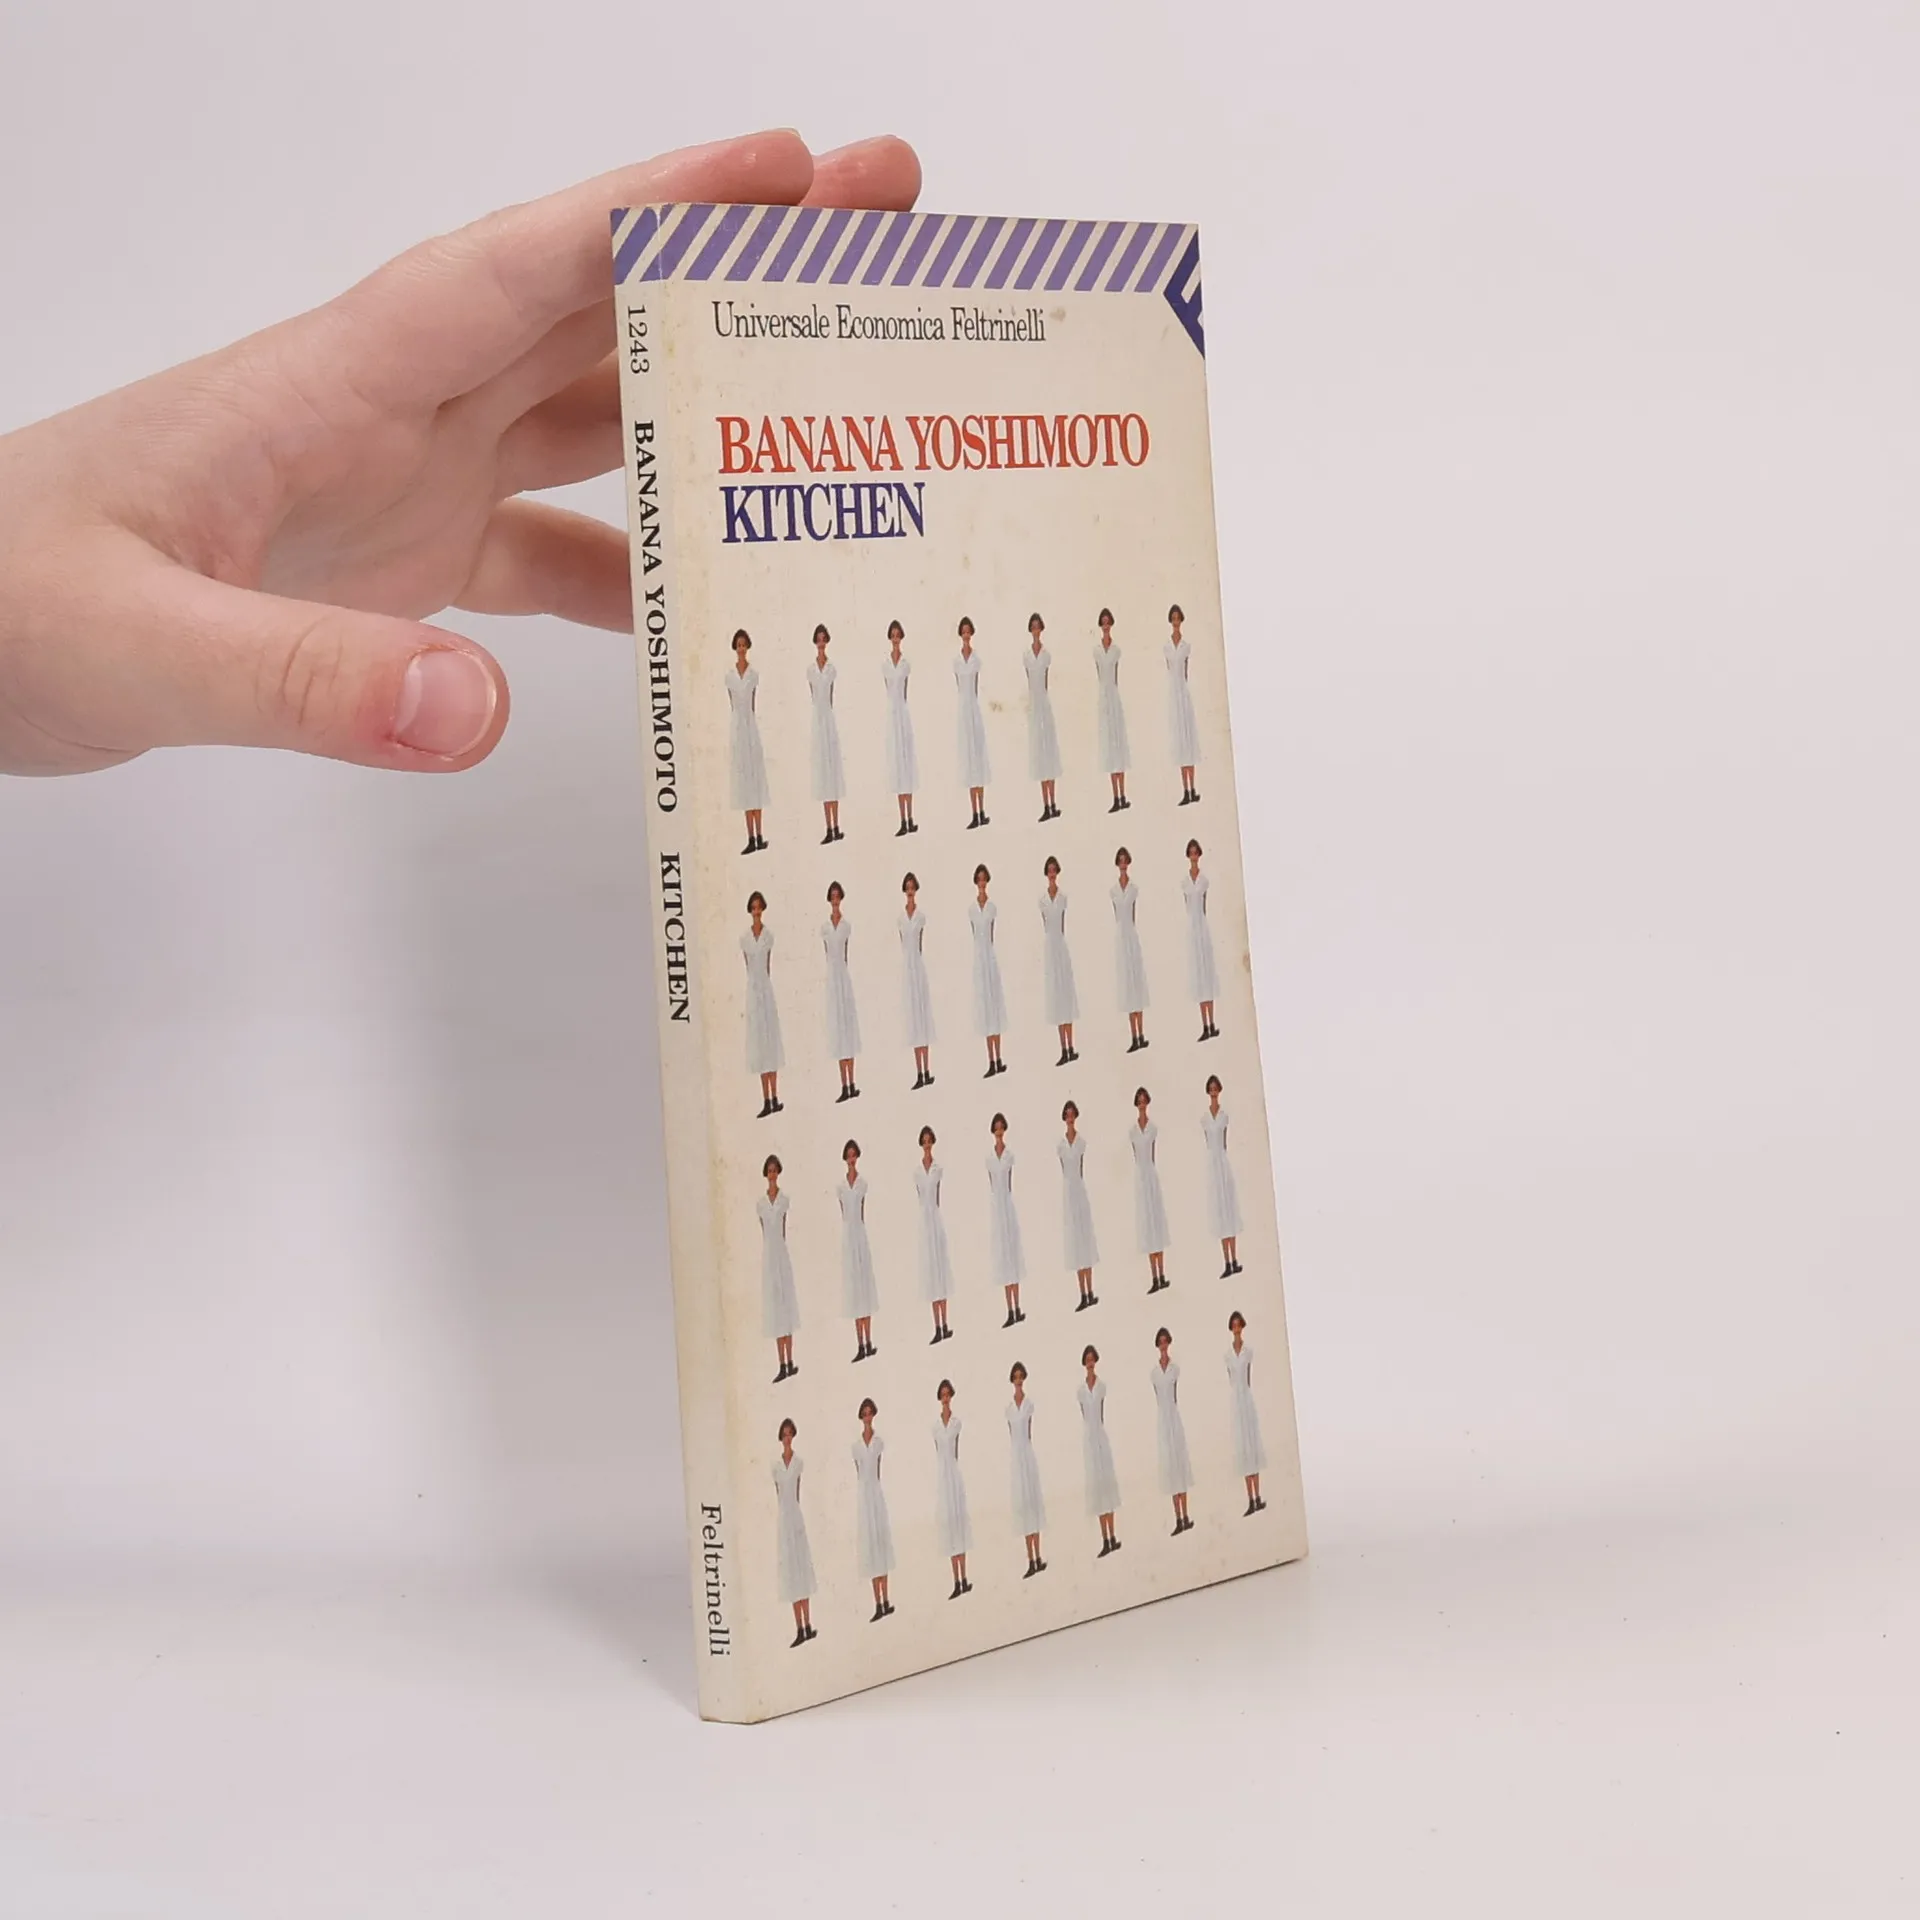 Universale Economica Feltrinelli
BANANA YOSHIMOTO
KITCHEN
1243 BANANA YOSHIMOTO KITCHEN Feltrinelli